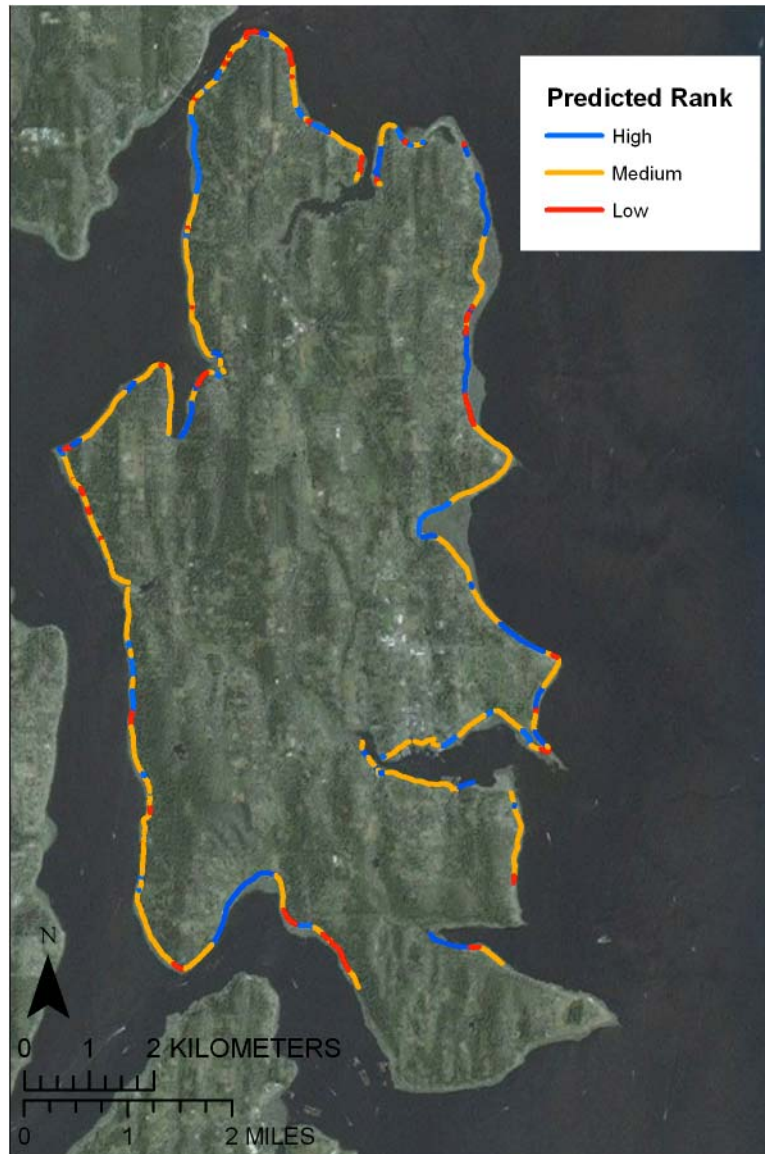 Predicted Rank
High
Medium
Low
N
0 1 2 KILOMETERS
0 1 2 MILES